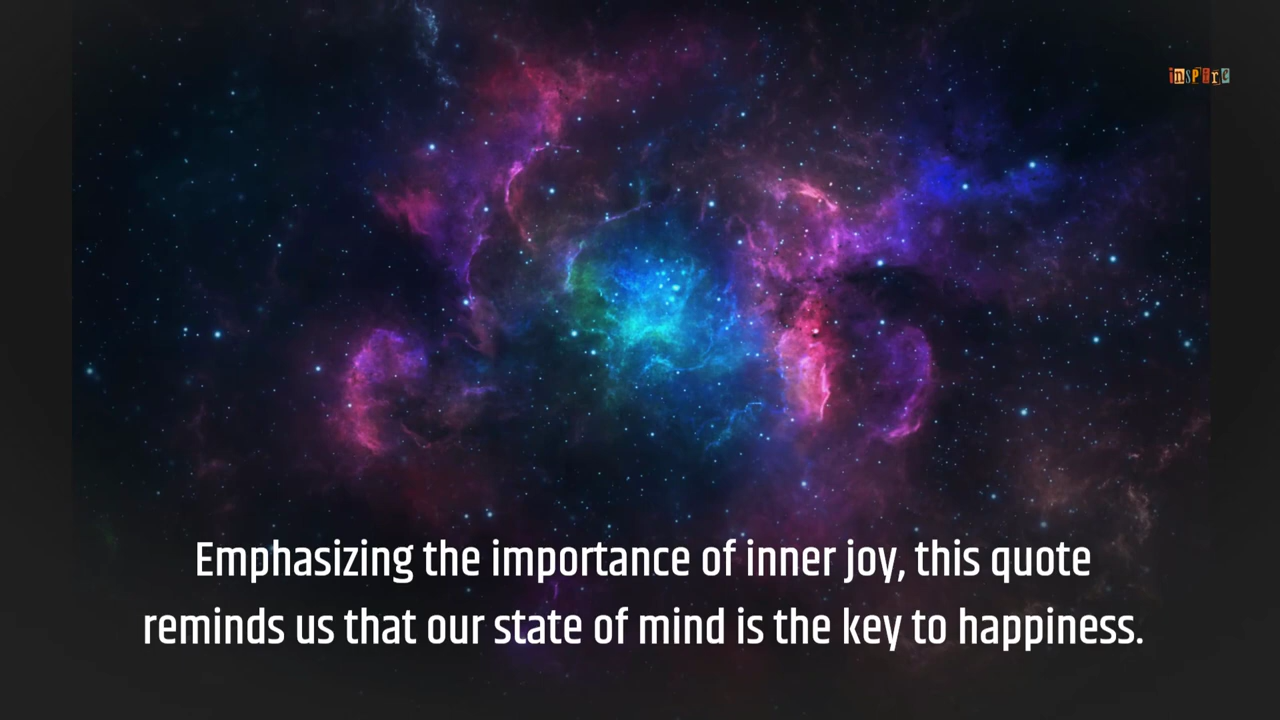 inspire
Emphasizing the importance of inner joy, this quote
reminds us that our state of mind is the key to happiness.